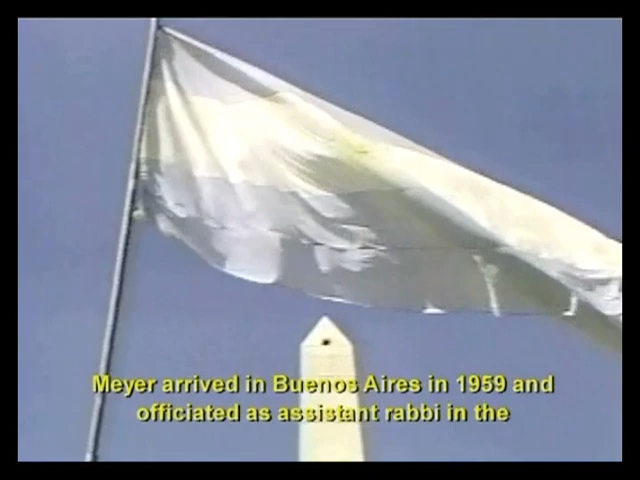 Meyer arrived in Buenos Aires in 1959 and
officiated as assistant rabbi in the